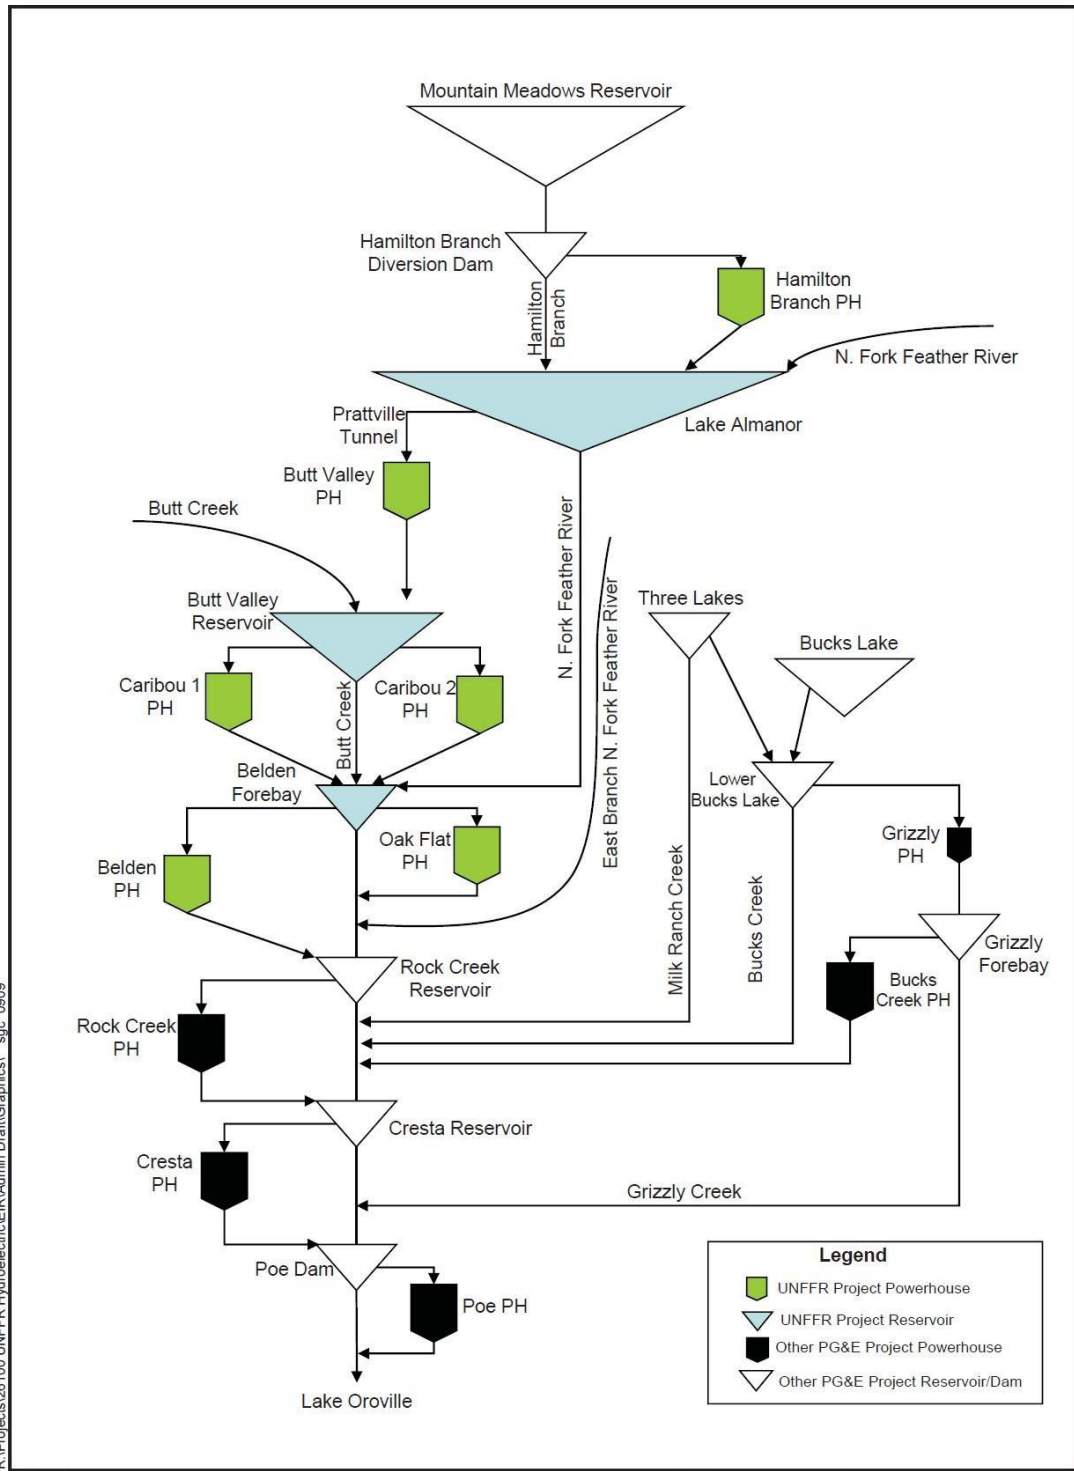 Mountain Meadows Reservoir
Hamilton Branch
Diversion Dam
Hamilton
Branch PH
Hamilton
Branch
N. Fork Feather River
Lake Almanor
Prattville
Tunnel
Butt Valley
PH
Butt Creek
N. Fork Feather River
East Branch N. Fork Feather River
Butt Valley
Reservoir
Three Lakes
Bucks Lake
Caribou 1
PH
Butt Creek
Caribou 2
PH
Belden
Forebay
Lower
Bucks Lake
Oak Flat
PH
Grizzly
PH
Belden
PH
Milk Ranch Creek
Bucks Creek
Rock Creek
Reservoir
Grizzly
Forebay
Bucks
Creek PH
Rock Creek
PH
Cresta Reservoir
Cresta
PH
Grizzly Creek
Poe Dam
Poe PH
Lake Oroville
Legend
UNFFR Project Powerhouse
UNFFR Project Reservoir
Other PG&E Project Powerhouse
Other PG&E Project Reservoir/Dam